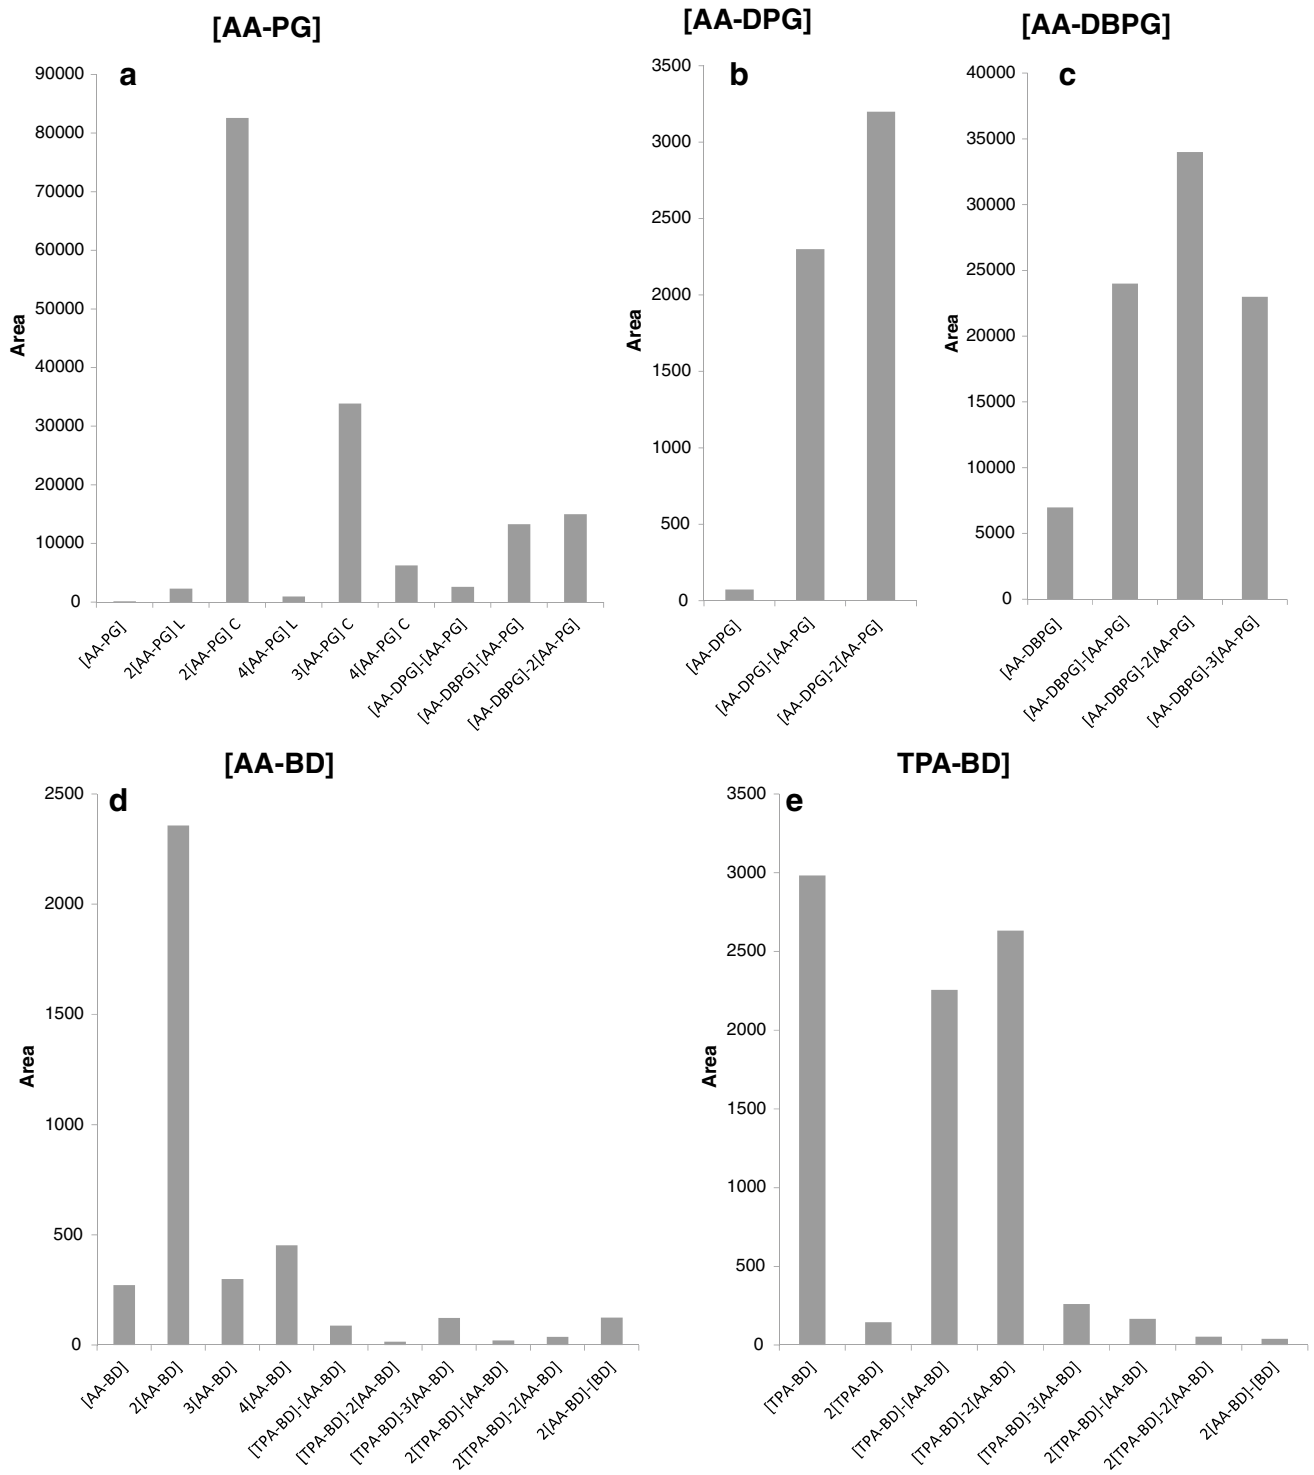 [AA-PG]
a
90000
80000
70000
60000
50000
40000
30000
20000
10000
0
Area
[AA-PG]
2[AA-PG] L
2[AA-PG] C
4[AA-PG] L
3[AA-PG] C
4[AA-PG] C
[AA-DPG]-[AA-PG]
[AA-DBPG]-[AA-PG]
[AA-DBPG]-2[AA-PG]
[AA-DPG]
b
3500
3000
2500
2000
1500
1000
500
0
Area
[AA-DPG]
[AA-DPG]-[AA-PG]
[AA-DPG]-2[AA-PG]
[AA-DBPG]
c
40000
35000
30000
25000
20000
15000
10000
5000
0
Area
[AA-DBPG]
[AA-DBPG]-[AA-PG]
[AA-DBPG]-2[AA-PG]
[AA-DBPG]-3[AA-PG]
[AA-BD]
d
2500
2000
1500
1000
500
0
Area
[AA-BD]
2[AA-BD]
3[AA-BD]
4[AA-BD]
[TPA-BD]-[AA-BD]
[TPA-BD]-2[AA-BD]
[TPA-BD]-3[AA-BD]
2[TPA-BD]-[AA-BD]
2[TPA-BD]-2[AA-BD]
2[AA-BD]-[BD]
TPA-BD]
e
3500
3000
2500
2000
1500
1000
500
0
Area
[TPA-BD]
2[TPA-BD]
[TPA-BD]-[AA-BD]
[TPA-BD]-2[AA-BD]
[TPA-BD]-3[AA-BD]
2[TPA-BD]-[AA-BD]
2[TPA-BD]-2[AA-BD]
2[AA-BD]-[BD]